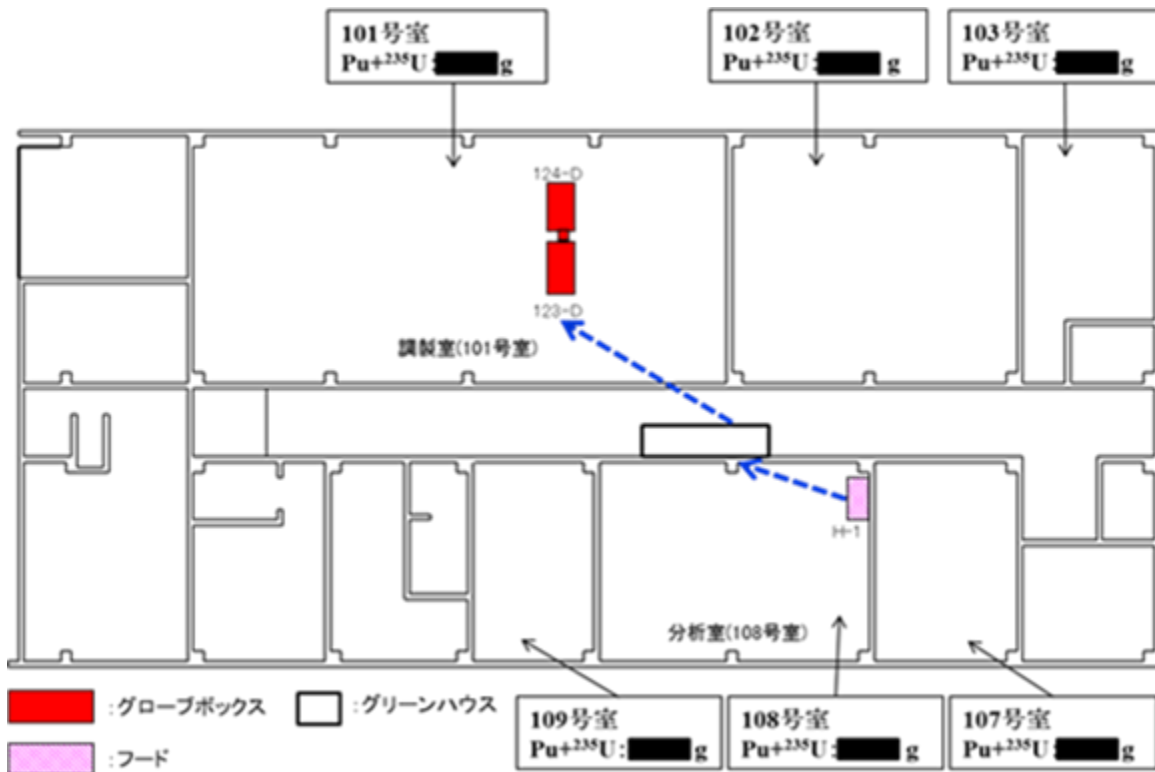 101号室
Pu+²³⁵U: g
102号室
Pu+²³⁵U: g
103号室
Pu+²³⁵U: g
124-D
123-D
調製室(101号室)
H-1
分析室(108号室)
:グローブボックス
:グリーンハウス
:フード
109号室
Pu+²³⁵U: g
108号室
Pu+²³⁵U: g
107号室
Pu+²³⁵U: g